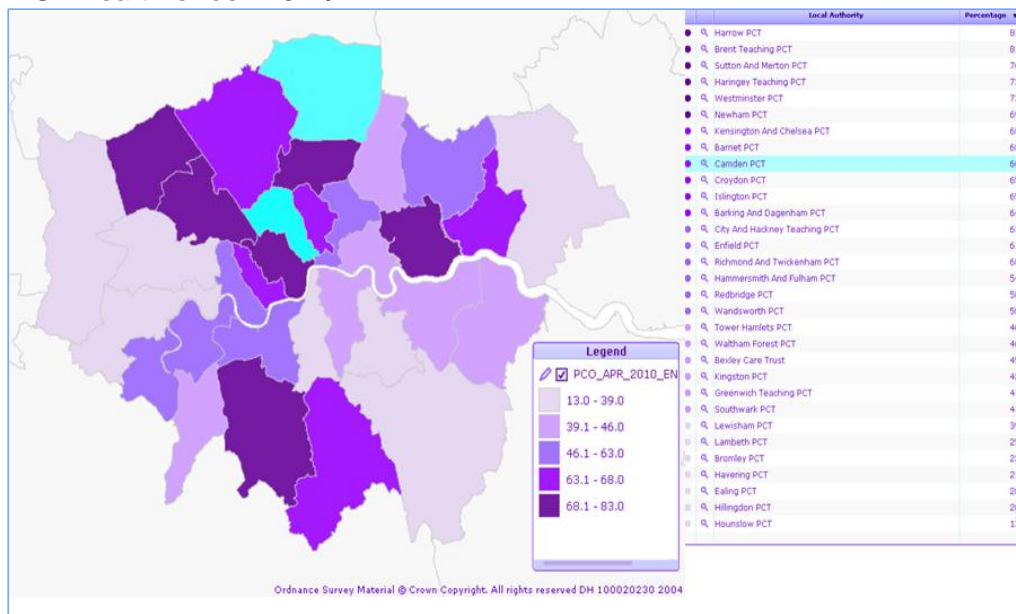 Local Authority Percentage
Harrow PCT
Brent Teaching PCT
Sutton And Merton PCT
Haringey Teaching PCT
Westminster PCT
Newham PCT
Kensington And Chelsea PCT
Barnet PCT
Camden PCT
Croydon PCT
Islington PCT
Barking And Dagenham PCT
City And Hackney Teaching PCT
Enfield PCT
Richmond And Twickenham PCT
Hammersmith And Fulham PCT
Redbridge PCT
Wandsworth PCT
Tower Hamlets PCT
Waltham Forest PCT
Bexley Care Trust
Kingston PCT
Greenwich Teaching PCT
Southwark PCT
Lewisham PCT
Lambeth PCT
Bromley PCT
Havering PCT
Ealing PCT
Hillingdon PCT
Hounslow PCT
Legend
PCO_APR_2010_EN
13.0 - 39.0
39.1 - 46.0
46.1 - 63.0
63.1 - 68.0
68.1 - 83.0
Ordnance Survey Material © Crown Copyright. All rights reserved DH 100020230 2004